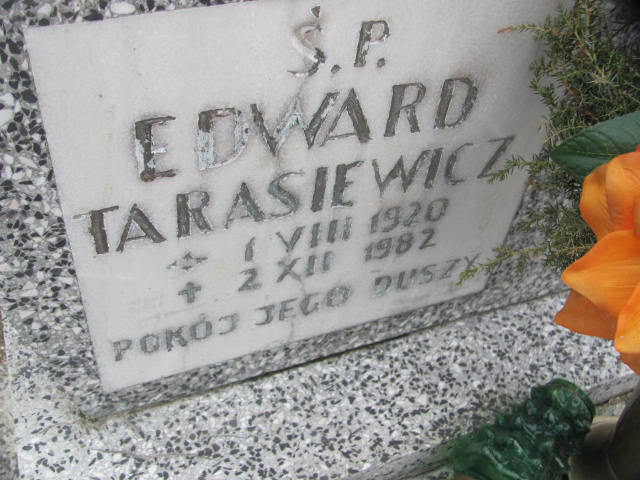 Ś.P.
EDWARD
TARASIEWICZ
1 VIII 1920
✝ 2 XII 1982
POKÓJ JEGO DUSZY